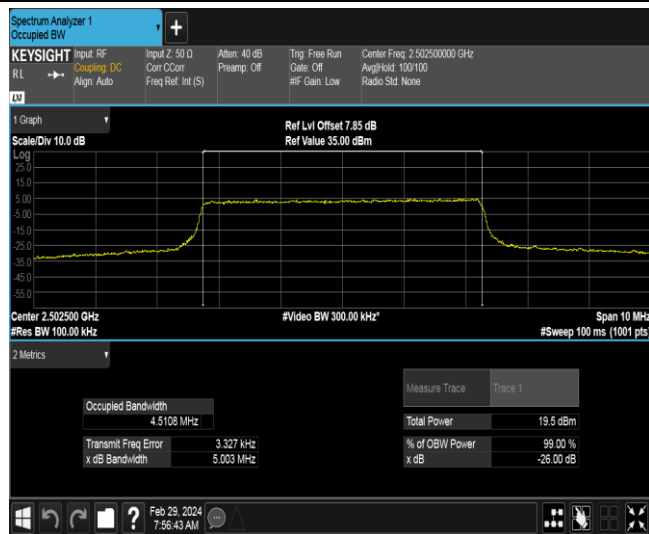 Spectrum Analyzer 1
Occupied BW
+
KEYSIGHT
RL
LXI
Input: RF
Coupling: DC
Align: Auto
Input Z: 50 Ω
Corr CCorr
Freq Ref: Int (S)
Atten: 40 dB
Preamp: Off
Trig: Free Run
Gate: Off
#IF Gain: Low
Center Freq: 2.502500000 GHz
Avg|Hold: 100/100
Radio Std: None
1 Graph
Scale/Div 10.0 dB
Ref Lvl Offset 7.85 dB
Ref Value 35.00 dBm
Log
25.0
15.0
5.00
-5.00
-15.0
-25.0
-35.0
-45.0
-55.0
Center 2.502500 GHz
#Res BW 100.00 kHz
#Video BW 300.00 kHz*
Span 10 MHz
#Sweep 100 ms (1001 pts)
2 Metrics
Measure Trace Trace 1
Occupied Bandwidth
4.5108 MHz
Total Power 19.5 dBm
Transmit Freq Error 3.327 kHz
% of OBW Power 99.00 %
x dB Bandwidth 5.003 MHz
x dB -26.00 dB
?
Feb 29, 2024
7:56:43 AM